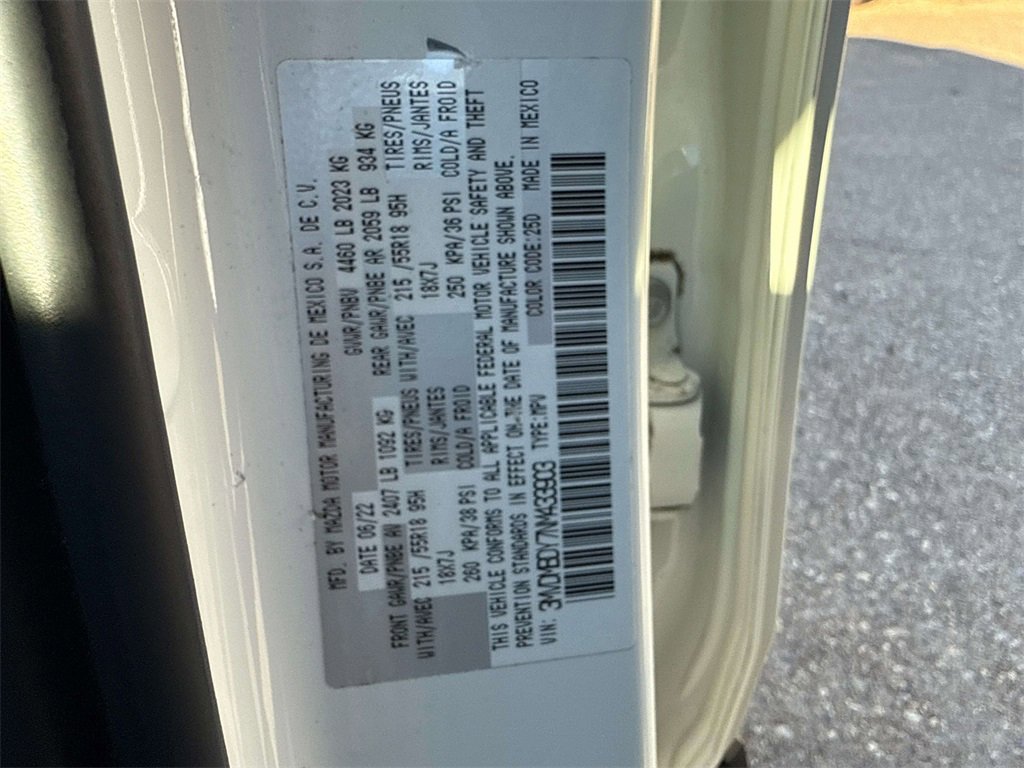 MFD. BY MAZDA MOTOR MANUFACTURING DE MEXICO S.A. DE C.V.
DATE 06/22 GVWR/PNBV 4460 LB 2023 KG
FRONT GAWR/PNBE AV 2407 LB 1092 KG REAR GAWR/PNBE AR 2059 LB 934 KG
WITH/AVEC 215 /55R18 95H TIRES/PNEUS WITH/AVEC 215 /55R18 95H TIRES/PNEUS
18X7J RIMS/JANTES 18X7J RIMS/JANTES
260 KPA/38 PSI COLD/A FROID 250 KPA/36 PSI COLD/A FROID
THIS VEHICLE CONFORMS TO ALL APPLICABLE FEDERAL MOTOR VEHICLE SAFETY AND THEFT
PREVENTION STANDARDS IN EFFECT ON THE DATE OF MANUFACTURE SHOWN ABOVE.
VIN: 3MVDMBDY7NM433903 TYPE:MPV COLOR CODE:25D MADE IN MEXICO